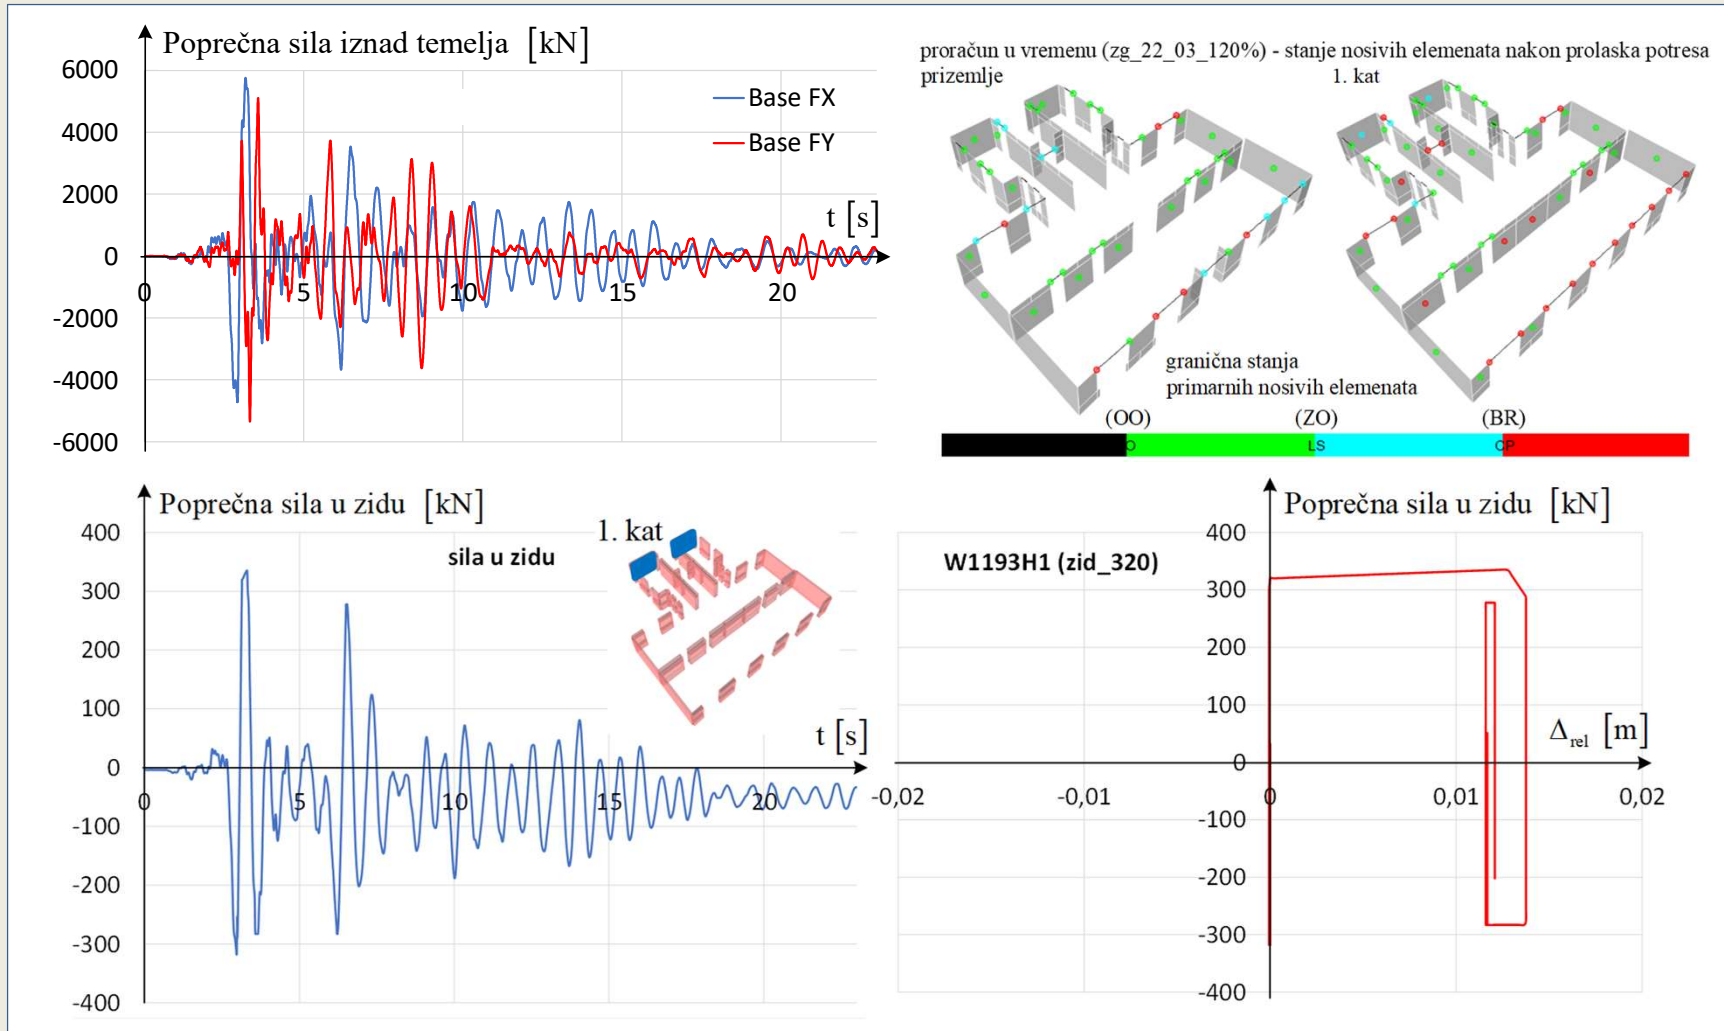 Poprečna sila iznad temelja [kN]
6000
4000
2000
0
-2000
-4000
-6000
0
5
10
15
20
t [s]
Base FX
Base FY
proračun u vremenu (zg_22_03_120%) - stanje nosivih elemenata nakon prolaska potresa
prizemlje
1. kat
granična stanja
primarnih nosivih elemenata
(OO)
(ZO)
(BR)
O
LS
CP
Poprečna sila u zidu [kN]
400
300
200
100
0
-100
-200
-300
-400
0
5
10
15
20
t [s]
sila u zidu
1. kat
Poprečna sila u zidu [kN]
W1193H1 (zid_320)
400
300
200
100
0
-100
-200
-300
-400
-0,02
-0,01
0
0,01
0,02
Δrel [m]